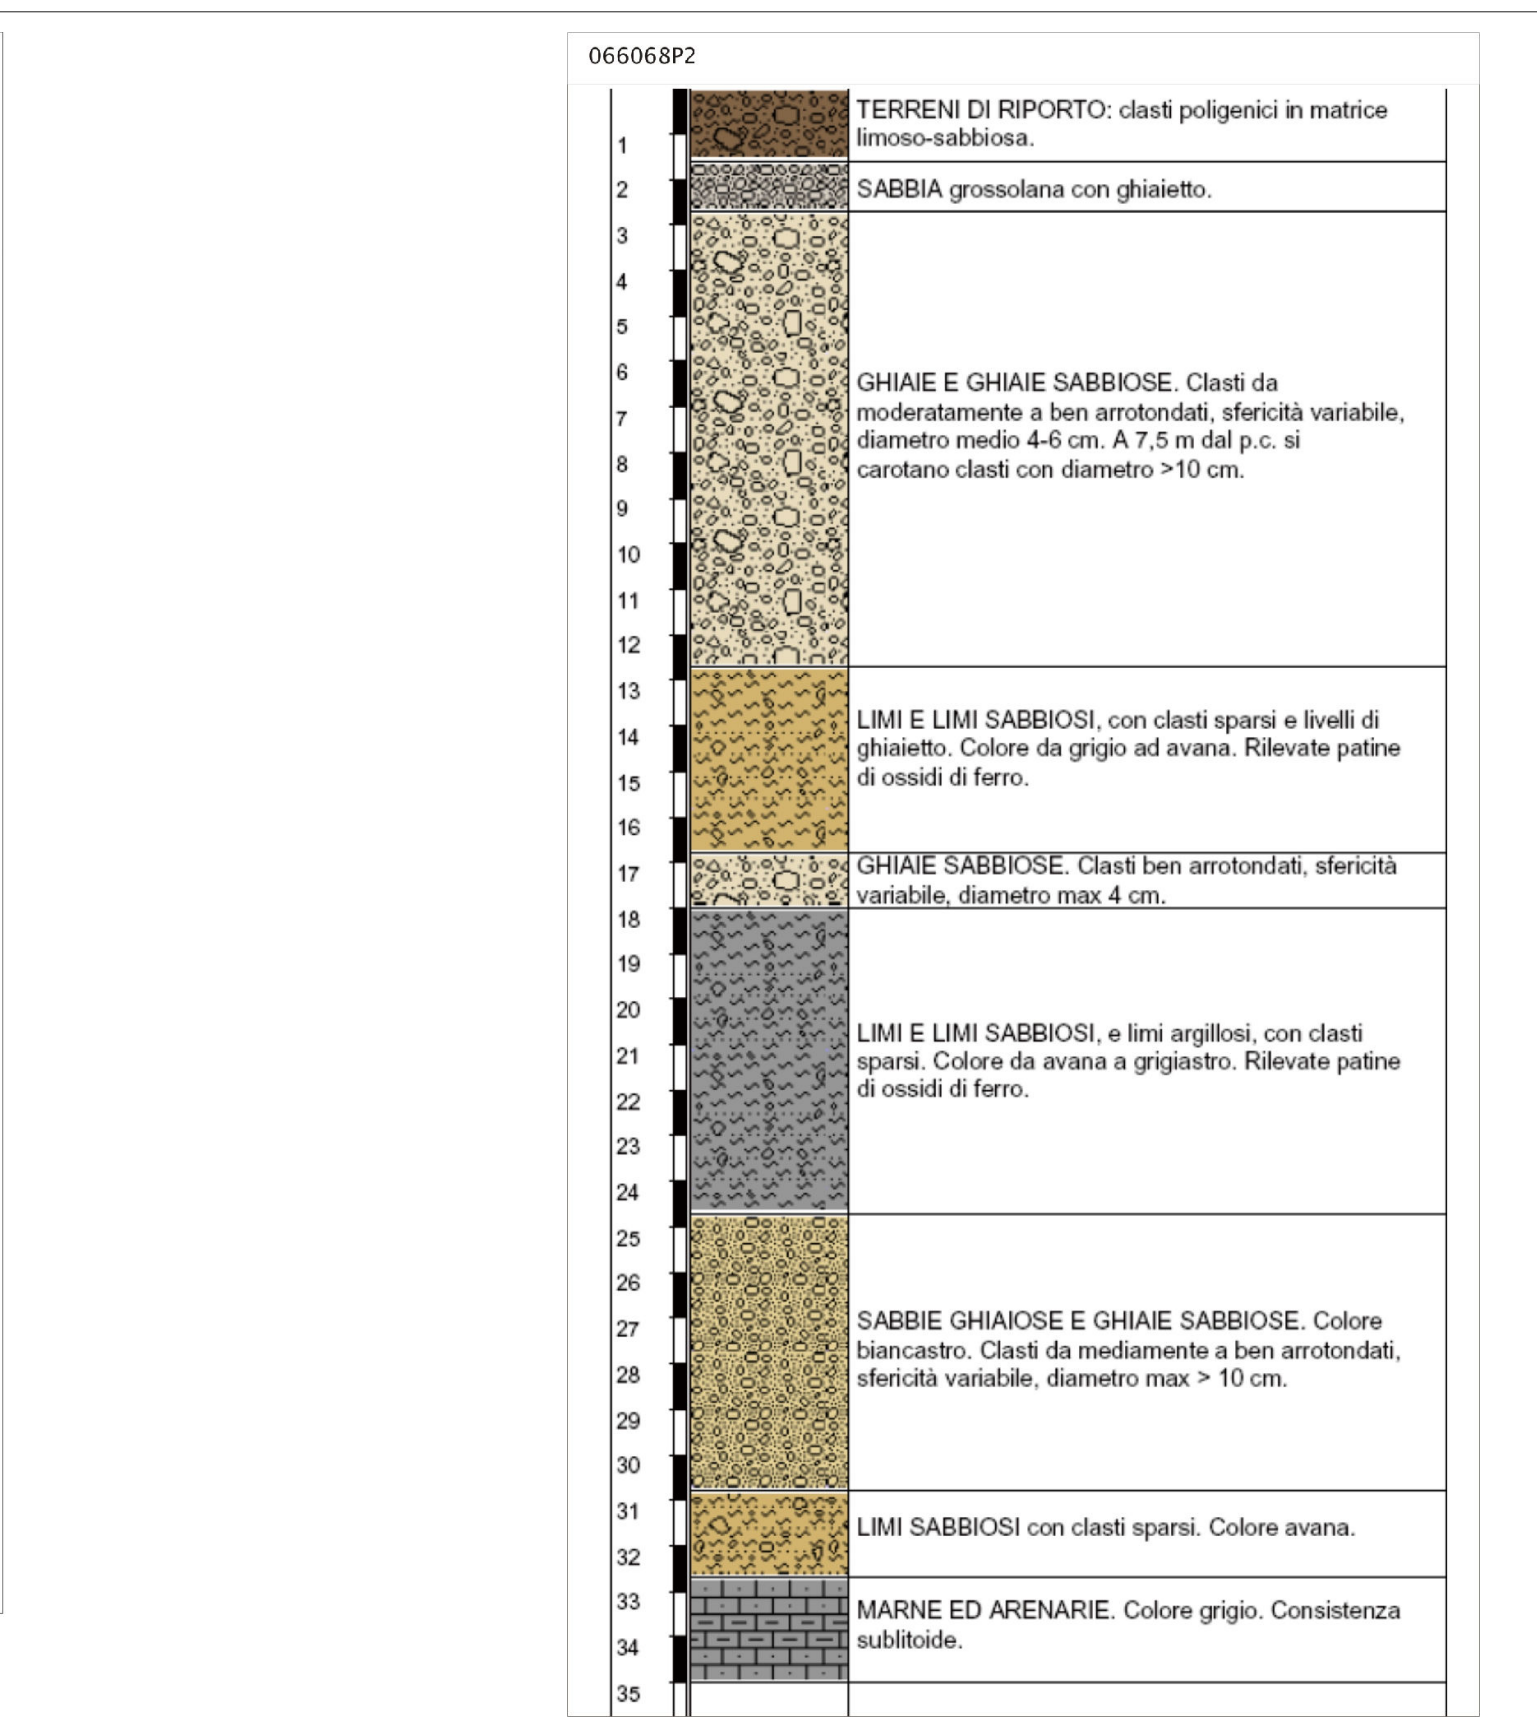 066068P2
1
2
3
4
5
6
7
8
9
10
11
12
13
14
15
16
17
18
19
20
21
22
23
24
25
26
27
28
29
30
31
32
33
34
35
TERRENI DI RIPORTO: clasti poligenici in matrice
limoso-sabbiosa.
SABBIA grossolana con ghiaietto.
GHIAIE E GHIAIE SABBIOSE. Clasti da
moderatamente a ben arrotondati, sfericità variabile,
diametro medio 4-6 cm. A 7,5 m dal p.c. si
carotano clasti con diametro >10 cm.
LIMI E LIMI SABBIOSI, con clasti sparsi e livelli di
ghiaietto. Colore da grigio ad avana. Rilevate patine
di ossidi di ferro.
GHIAIE SABBIOSE. Clasti ben arrotondati, sfericità
variabile, diametro max 4 cm.
LIMI E LIMI SABBIOSI, e limi argillosi, con clasti
sparsi. Colore da avana a grigiastro. Rilevate patine
di ossidi di ferro.
SABBIE GHIAIOSE E GHIAIE SABBIOSE. Colore
biancastro. Clasti da mediamente a ben arrotondati,
sfericità variabile, diametro max > 10 cm.
LIMI SABBIOSI con clasti sparsi. Colore avana.
MARNE ED ARENARIE. Colore grigio. Consistenza
sublitoide.